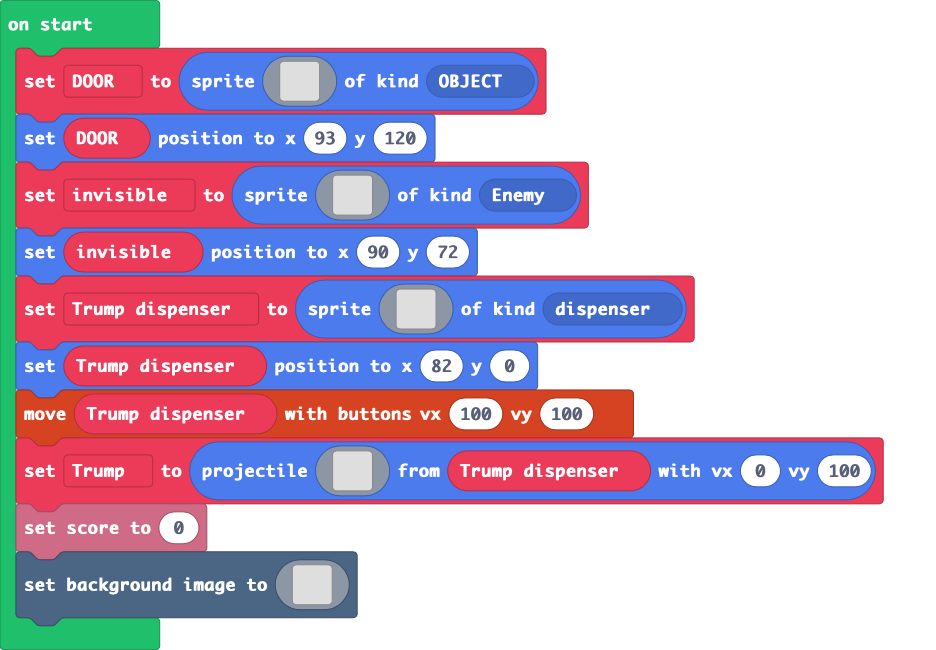 on start
set DOOR to sprite of kind OBJECT
set DOOR position to x 93 y 120
set invisible to sprite of kind Enemy
set invisible position to x 90 y 72
set Trump dispenser to sprite of kind dispenser
set Trump dispenser position to x 82 y 0
move Trump dispenser with buttons vx 100 vy 100
set Trump to projectile from Trump dispenser with vx 0 vy 100
set score to 0
set background image to